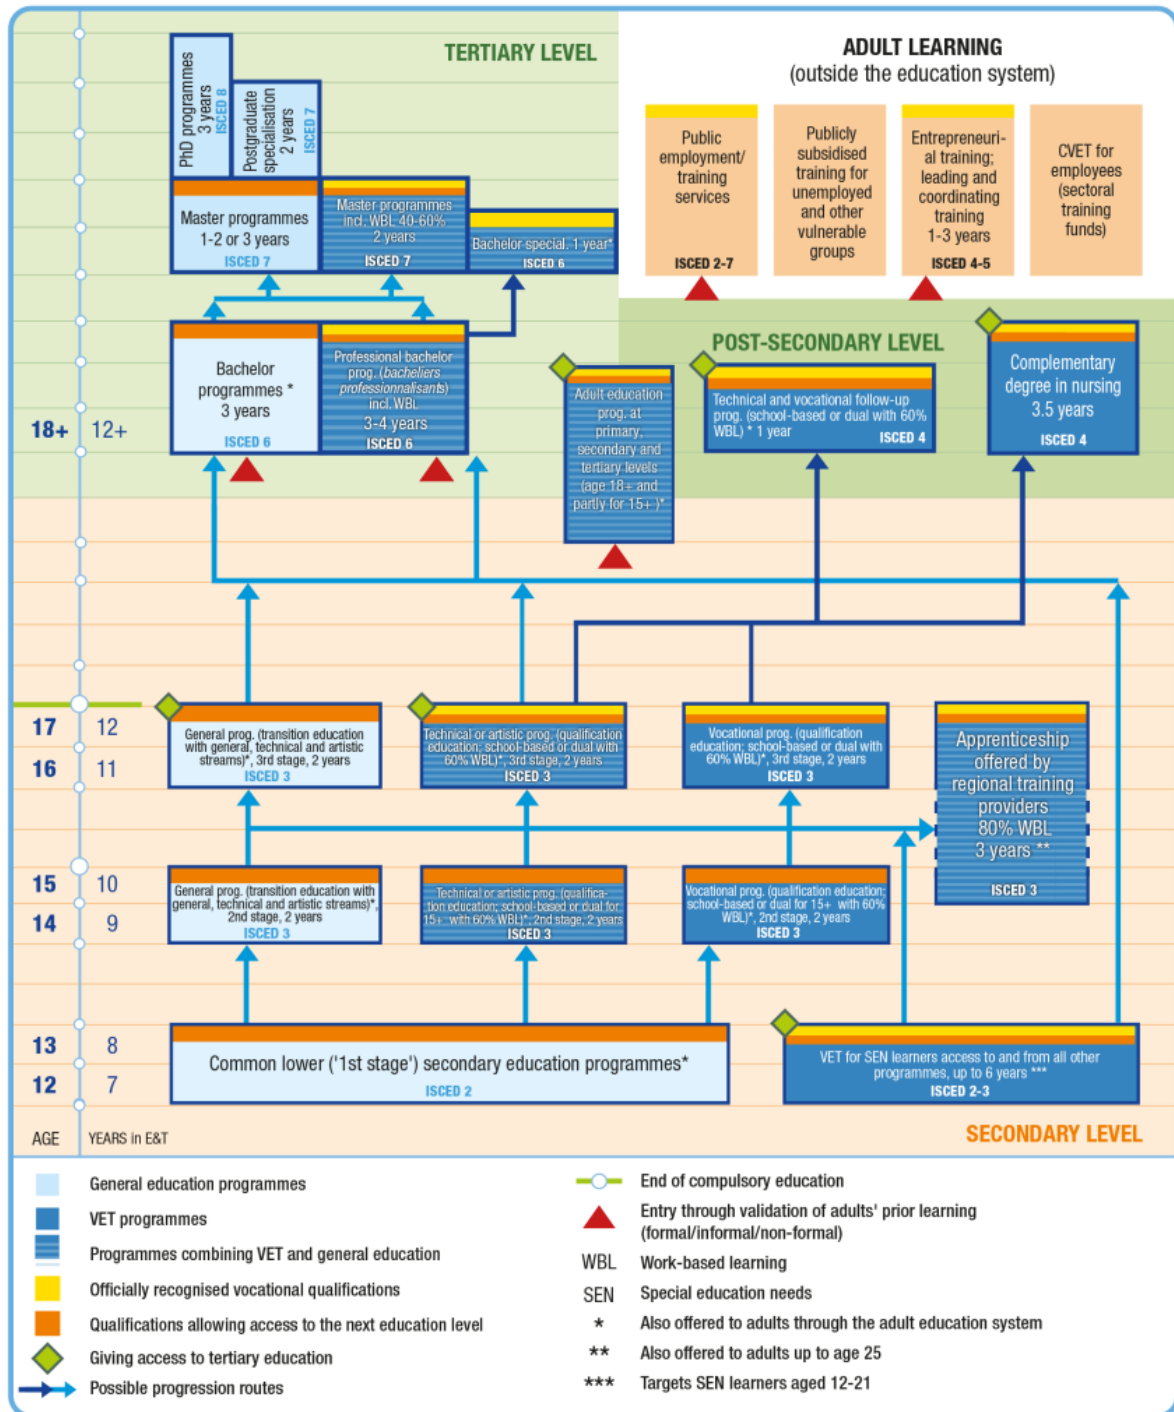 TERTIARY LEVEL
PhD programmes
3 years
ISCED 8
Postgraduate
specialisation
2 years
ISCED 7
Master programmes
1-2 or 3 years
ISCED 7
Master programmes
incl. WBL 40-60%
2 years
ISCED 7
Bachelor special. 1 year*
ISCED 6
Bachelor
programmes *
3 years
ISCED 6
Professional bachelor
prog. (bacheliers
professionnalisants)
incl. WBL
3-4 years
ISCED 6
ADULT LEARNING
(outside the education system)
Public
employment/
training
services
ISCED 2-7
Publicly
subsidised
training for
unemployed
and other
vulnerable
groups
Entrepreneuri-
al training;
leading and
coordinating
training
1-3 years
ISCED 4-5
CVET for
employees
(sectoral
training
funds)
POST-SECONDARY LEVEL
Adult education
prog. at
primary,
secondary and
tertiary levels
(age 18+ and
partly for 15+ )*
Technical and vocational follow-up
prog. (school-based or dual with 60%
WBL) * 1 year
ISCED 4
Complementary
degree in nursing
3.5 years
ISCED 4
18+ 12+
17 12
16 11
15 10
14 9
13 8
12 7
AGE YEARS in E&T
General prog. (transition education
with general, technical and artistic
streams)*, 3rd stage, 2 years
ISCED 3
Technical or artistic prog. (qualification
education; school-based or dual with
60% WBL)*, 3rd stage, 2 years
ISCED 3
Vocational prog. (qualification
education; school-based or dual with
60% WBL)*, 3rd stage, 2 years
ISCED 3
Apprenticeship
offered by
regional training
providers
80% WBL
3 years **
ISCED 3
General prog. (transition education with
general, technical and artistic streams)*,
2nd stage, 2 years
ISCED 3
Technical or artistic prog. (qualifica-
tion education; school-based or dual for
15+ with 60% WBL)*, 2nd stage, 2 years
ISCED 3
Vocational prog. (qualification education;
school-based or dual for 15+ with 60%
WBL)*, 2nd stage, 2 years
ISCED 3
Common lower ('1st stage') secondary education programmes*
ISCED 2
VET for SEN learners access to and from all other
programmes, up to 6 years ***
ISCED 2-3
SECONDARY LEVEL
General education programmes
VET programmes
Programmes combining VET and general education
Officially recognised vocational qualifications
Qualifications allowing access to the next education level
Giving access to tertiary education
Possible progression routes
End of compulsory education
Entry through validation of adults' prior learning
(formal/informal/non-formal)
WBL Work-based learning
SEN Special education needs
* Also offered to adults through the adult education system
** Also offered to adults up to age 25
*** Targets SEN learners aged 12-21